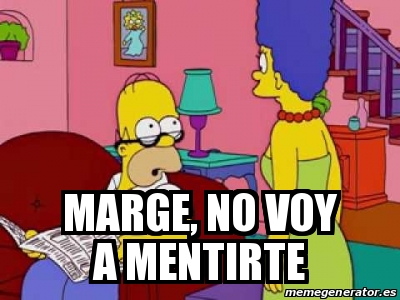 MARGE, NO VOY
A MENTIRTE
memegenerator.es